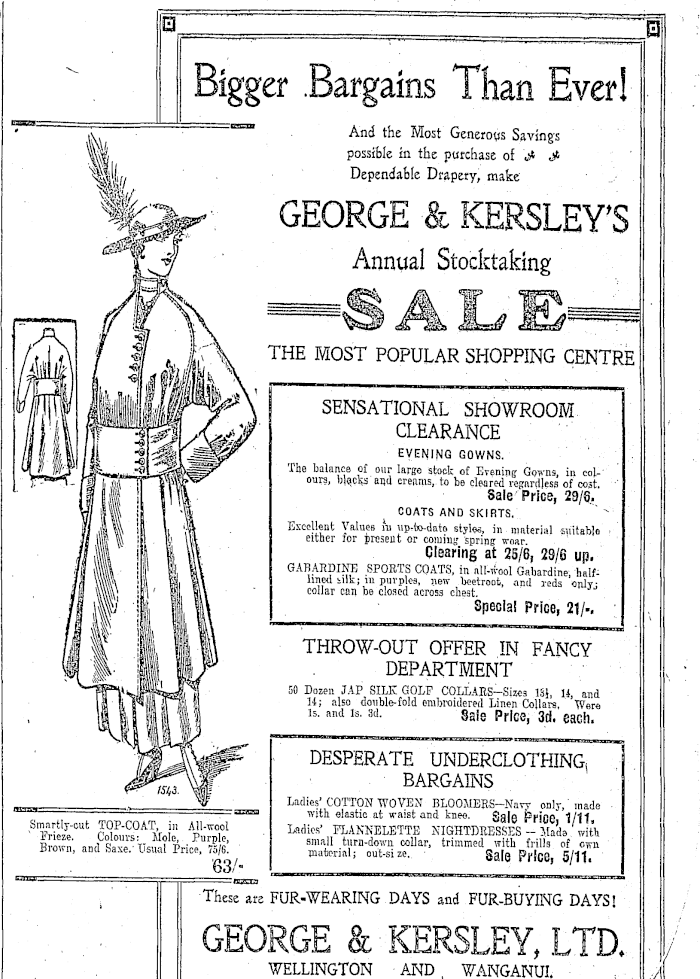 Bigger Bargains Than Ever!
And the Most Generous Savings
possible in the purchase of
Dependable Drapery, make
GEORGE & KERSLEY'S
Annual Stocktaking
SALE
THE MOST POPULAR SHOPPING CENTRE
SENSATIONAL SHOWROOM
CLEARANCE
EVENING GOWNS.
The balance of our large stock of Evening Gowns, in col-
ours, blacks and creams, to be cleared regardless of cost.
Sale Price, 29/6.
COATS AND SKIRTS.
Excellent Values in up-to-date styles, in material suitable
either for present or coming spring wear.
Clearing at 25/6, 29/6 up.
GABARDINE SPORTS COATS, in all-wool Gabardine, half-
lined silk; in purples, new beetroot, and reds only;
collar can be closed across chest.
Special Price, 21/-.
THROW-OUT OFFER IN FANCY
DEPARTMENT
50 Dozen JAP SILK GOLF COLLARS—Sizes 13½, 14, and
14; also double-fold embroidered Linen Collars. Were
1s. and 1s. 3d. Sale Price, 3d. each.
DESPERATE UNDERCLOTHING
BARGAINS
Ladies' COTTON WOVEN BLOOMERS—Navy only, made
with elastic at waist and knee. Sale Price, 1/11.
Ladies' FLANNELETTE NIGHTDRESSES — Made with
small turn-down collar, trimmed with frills of own
material; out-size. Sale Price, 5/11.
1543.
Smartly-cut TOP-COAT, in All-wool
Frieze. Colours: Mole, Purple,
Brown, and Saxe. Usual Price, 75/6.
63/-
These are FUR-WEARING DAYS and FUR-BUYING DAYS!
GEORGE & KERSLEY, LTD.
WELLINGTON AND WANGANUI.